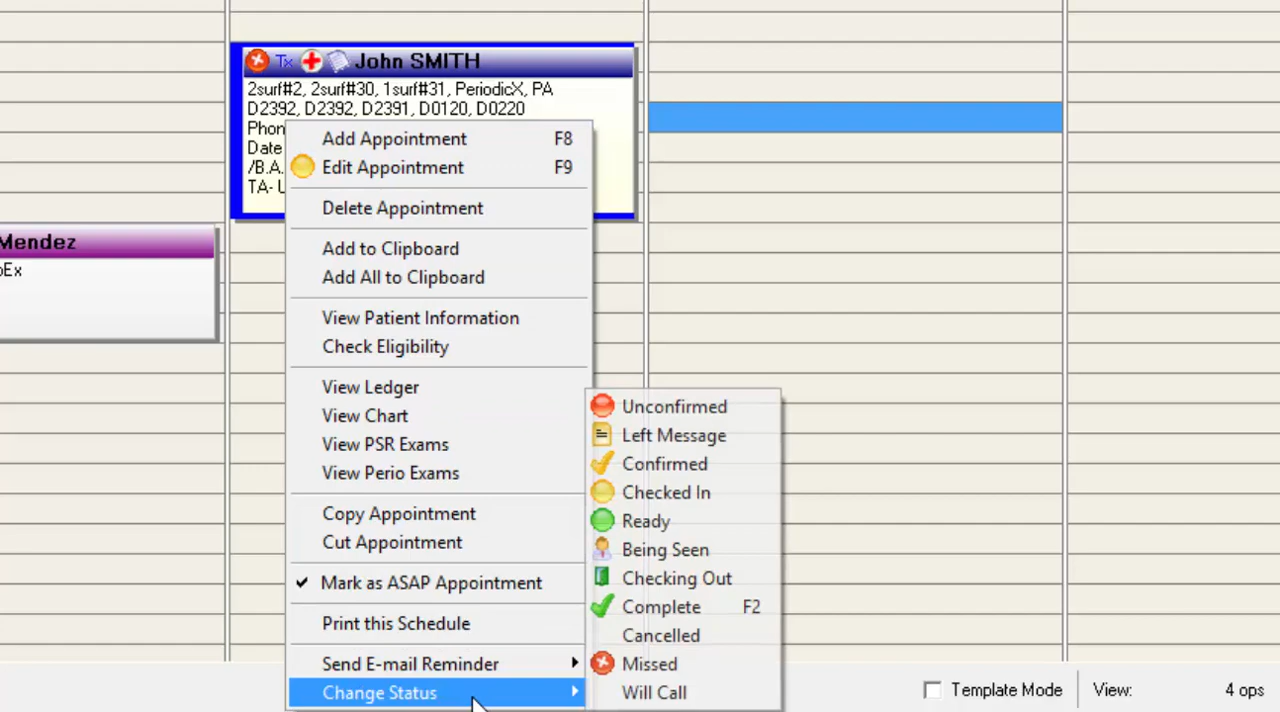 Tx John SMITH
2surf#2, 2surf#30, 1surf#31, PeriodicX, PA
D2392, D2392, D2391, D0120, D0220
Phon
Date
/B.A.
TA- U
Mendez
oEx
Add Appointment F8
Edit Appointment F9
Delete Appointment
Add to Clipboard
Add All to Clipboard
View Patient Information
Check Eligibility
View Ledger
View Chart
View PSR Exams
View Perio Exams
Copy Appointment
Cut Appointment
Mark as ASAP Appointment
Print this Schedule
Send E-mail Reminder
Change Status
Unconfirmed
Left Message
Confirmed
Checked In
Ready
Being Seen
Checking Out
Complete F2
Cancelled
Missed
Will Call
Template Mode View: 4 ops